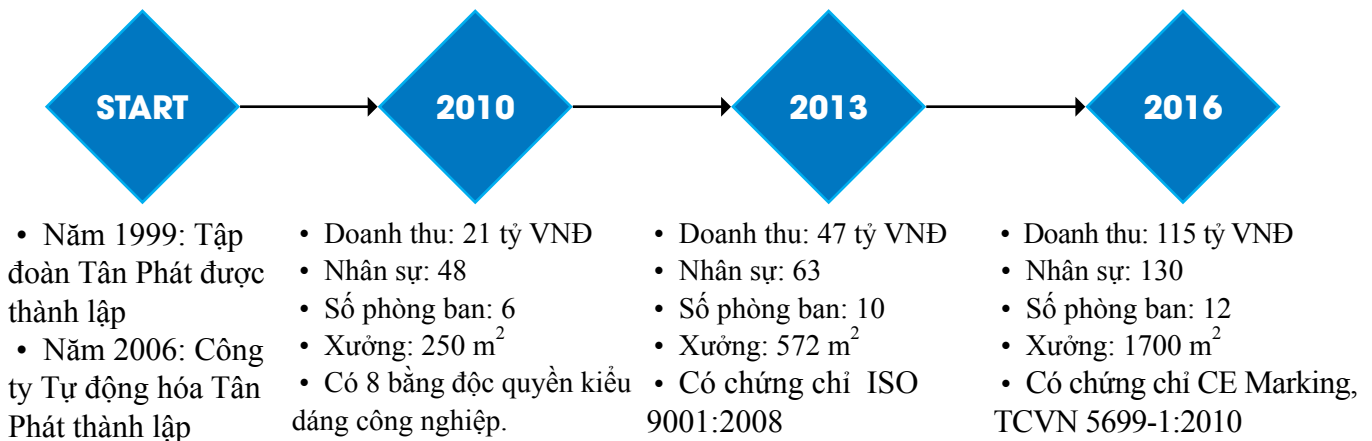 START
2010
2013
2016
• Năm 1999: Tập
đoàn Tân Phát được
thành lập
• Năm 2006: Công
ty Tự động hóa Tân
Phát thành lập
• Doanh thu: 21 tỷ VNĐ
• Nhân sự: 48
• Số phòng ban: 6
• Xưởng: 250 m²
• Có 8 bằng độc quyền kiểu
dáng công nghiệp.
• Doanh thu: 47 tỷ VNĐ
• Nhân sự: 63
• Số phòng ban: 10
• Xưởng: 572 m²
• Có chứng chỉ ISO
9001:2008
• Doanh thu: 115 tỷ VNĐ
• Nhân sự: 130
• Số phòng ban: 12
• Xưởng: 1700 m²
• Có chứng chỉ CE Marking,
TCVN 5699-1:2010